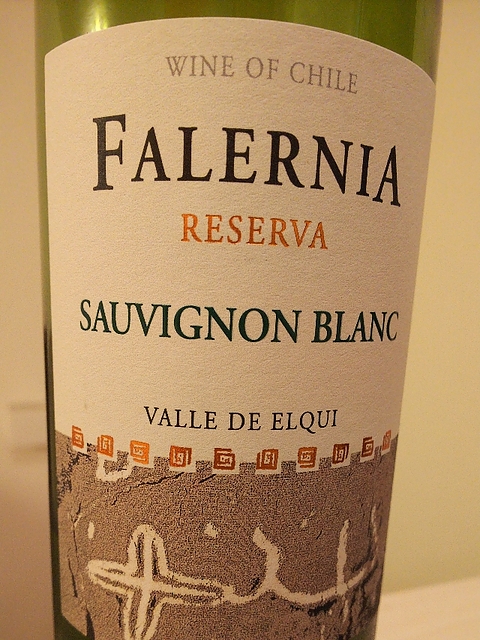 WINE OF CHILE
FALERNIA
RESERVA
SAUVIGNON BLANC
VALLE DE ELQUI